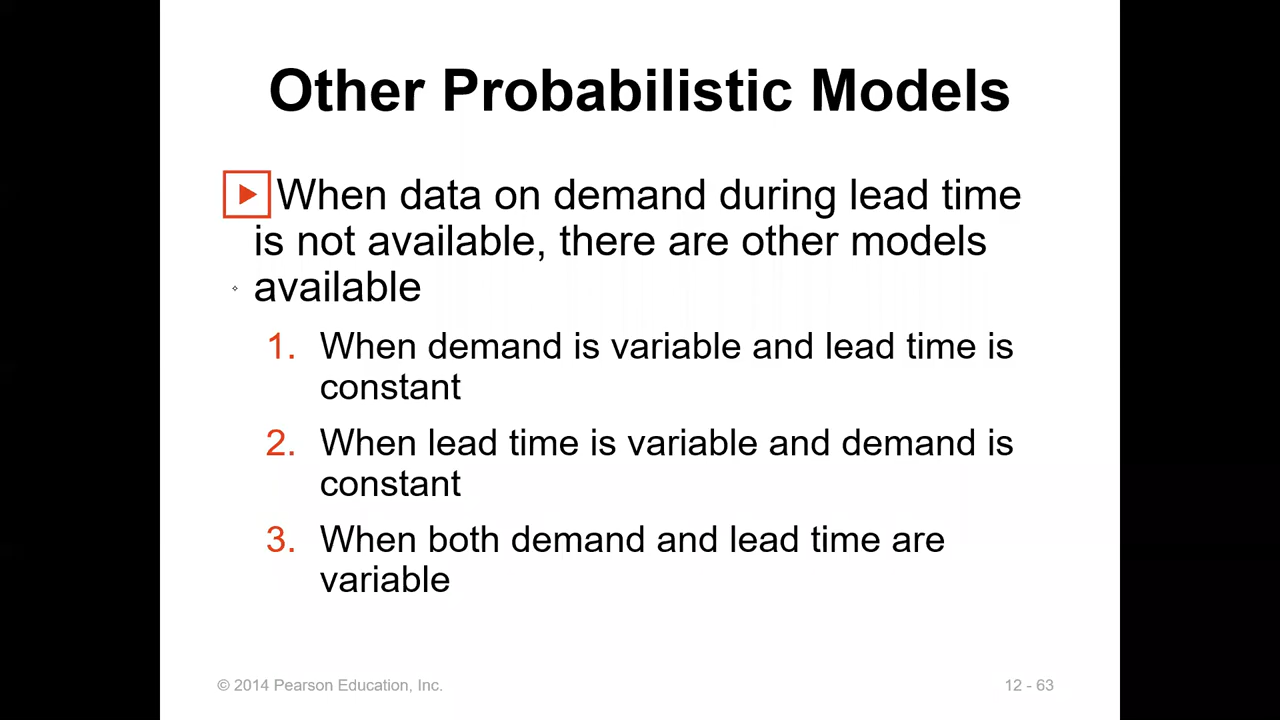 Other Probabilistic Models
When data on demand during lead time
is not available, there are other models
available
1. When demand is variable and lead time is
constant
2. When lead time is variable and demand is
constant
3. When both demand and lead time are
variable
© 2014 Pearson Education, Inc.
12 - 63